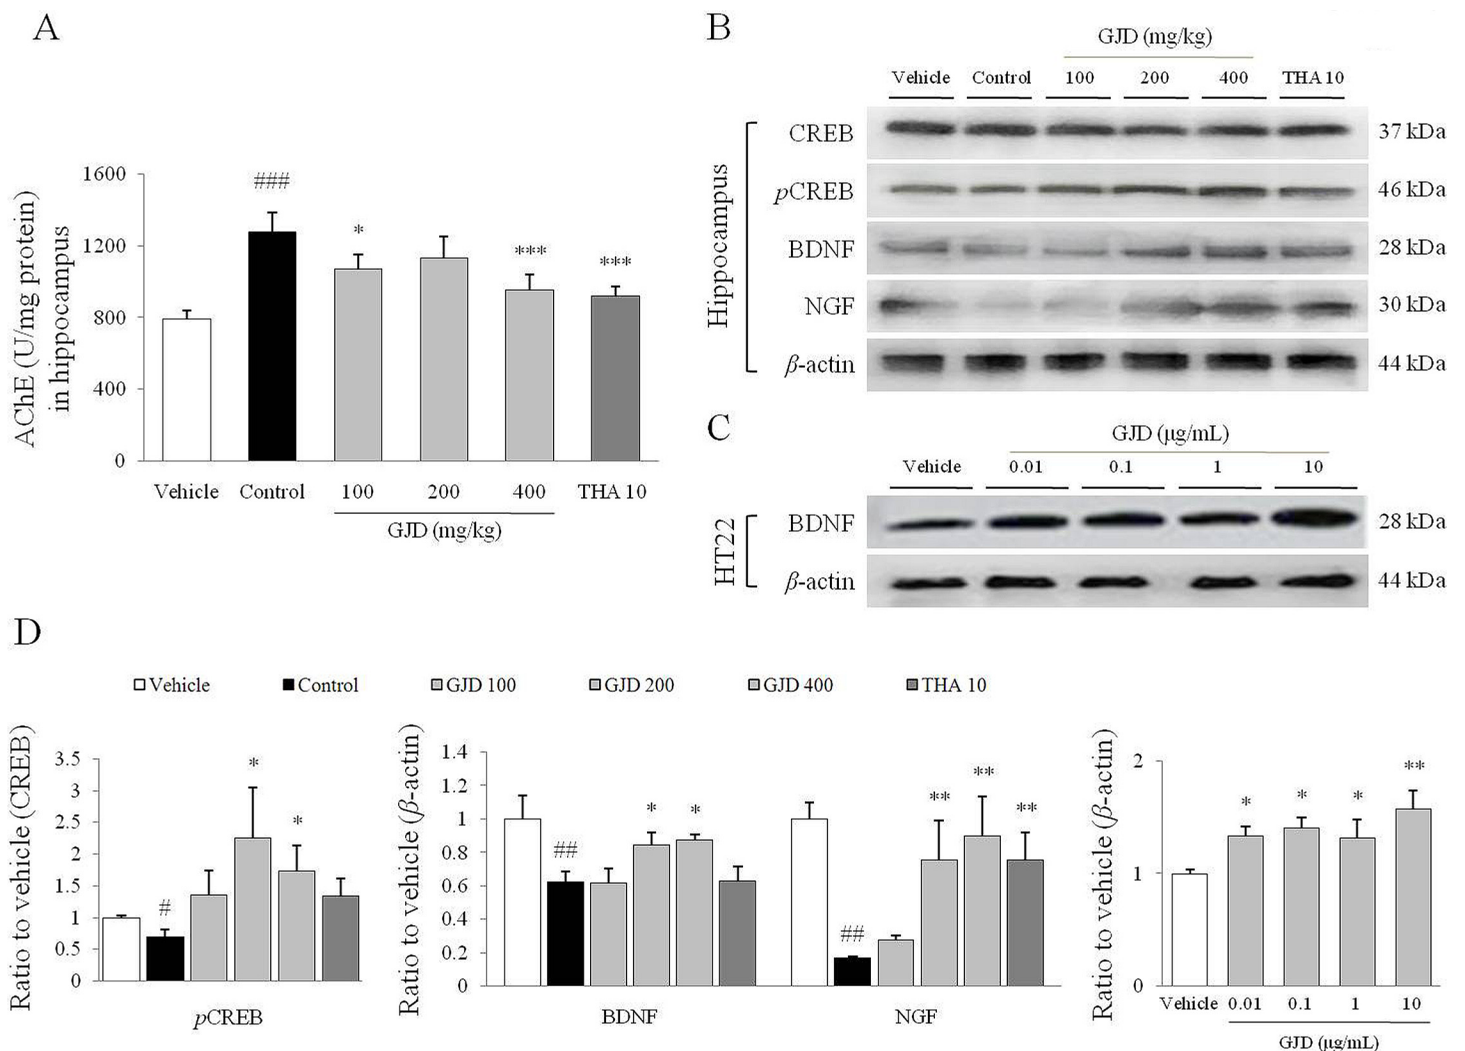 A
AChE (U/mg protein)
in hippocampus
1600
1200
800
400
0
###
*
***
***
Vehicle Control 100 200 400 THA 10
GJD (mg/kg)
B
GJD (mg/kg)
Vehicle Control 100 200 400 THA 10
Hippocampus
CREB 37 kDa
pCREB 46 kDa
BDNF 28 kDa
NGF 30 kDa
β-actin 44 kDa
C
GJD (μg/mL)
Vehicle 0.01 0.1 1 10
HT22
BDNF 28 kDa
β-actin 44 kDa
D
Vehicle Control GJD 100 GJD 200 GJD 400 THA 10
Ratio to vehicle (CREB)
3.5
3
2.5
2
1.5
1
0.5
0
#
*
*
pCREB
Ratio to vehicle (β-actin)
1.4
1.2
1
0.8
0.6
0.4
0.2
0
##
*
*
##
**
**
**
BDNF NGF
Ratio to vehicle (β-actin)
2
1
0
*
*
*
**
Vehicle 0.01 0.1 1 10
GJD (μg/mL)